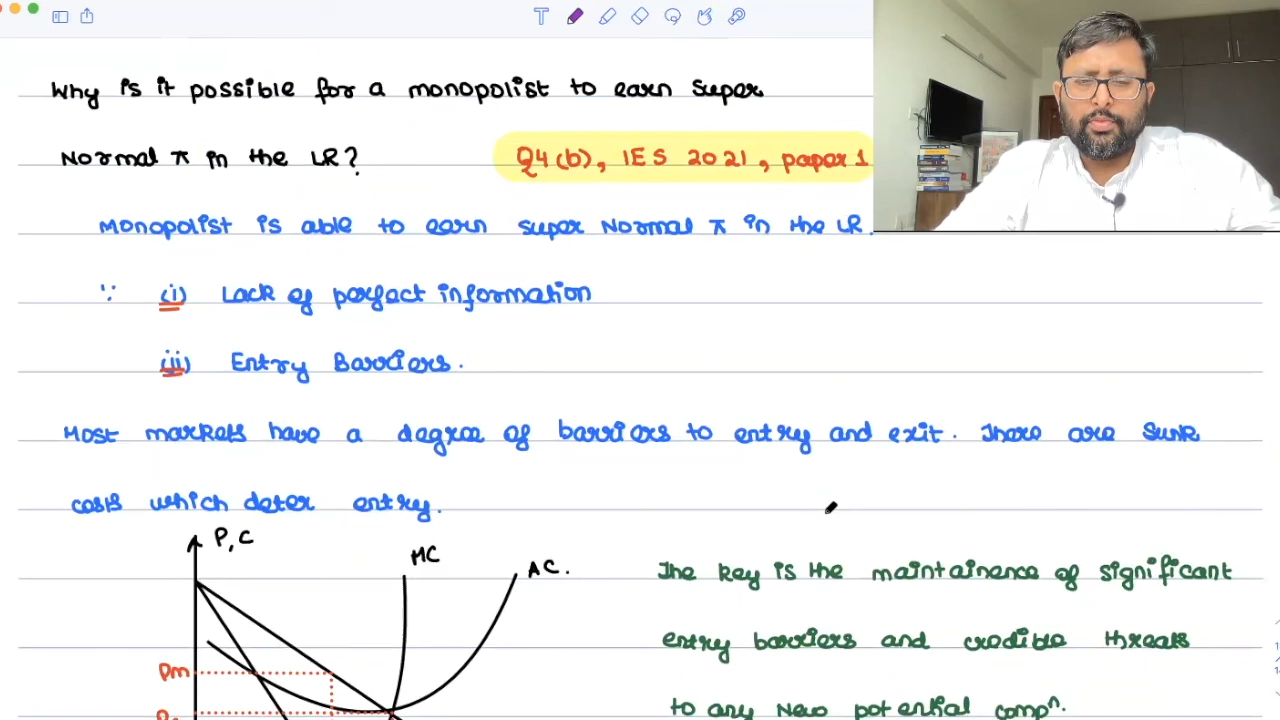 Why is it possible for a monopolist to earn super
Normal π in the LR?
Q4(b), IES 2021, paper 1
Monopolist is able to earn super Normal π in the LR.
∵ (i) Lack of perfect information
(ii) Entry Barriers.
Most markets have a degree of barriers to entry and exit. There are sunk
costs which deter entry.
P, C
MC
AC.
Pm
The key is the maintainence of significant
entry barriers and credible threats
to any New potential compⁿ.